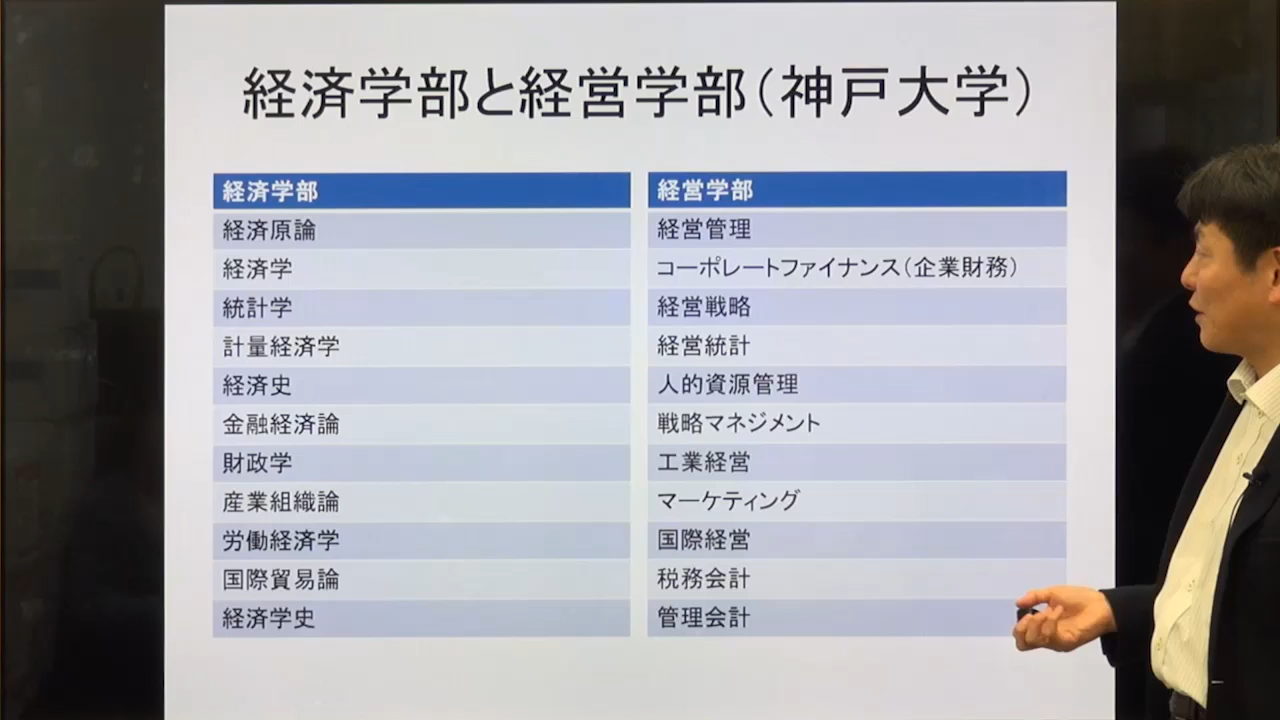 経済学部と経営学部（神戸大学）
経済学部
経済原論
経済学
統計学
計量経済学
経済史
金融経済論
財政学
産業組織論
労働経済学
国際貿易論
経済学史
経営学部
経営管理
コーポレートファイナンス（企業財務）
経営戦略
経営統計
人的資源管理
戦略マネジメント
工業経営
マーケティング
国際経営
税務会計
管理会計